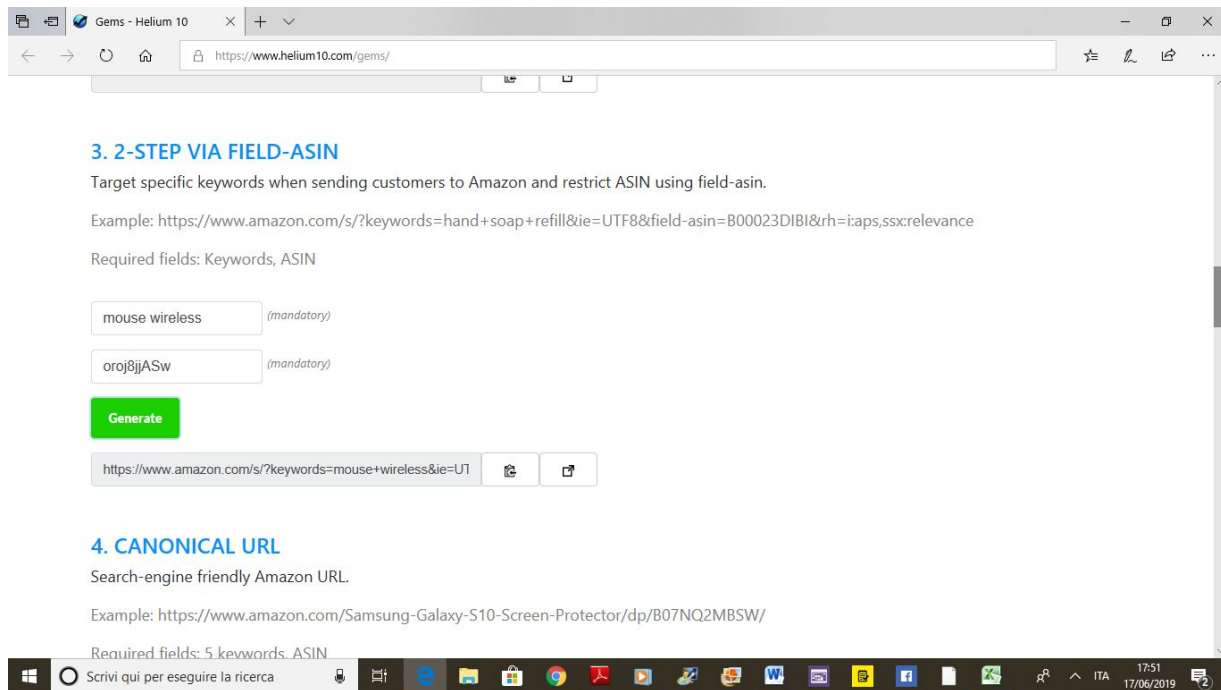 Gems - Helium 10
https://www.helium10.com/gems/
3. 2-STEP VIA FIELD-ASIN
Target specific keywords when sending customers to Amazon and restrict ASIN using field-asin.
Example: https://www.amazon.com/s/?keywords=hand+soap+refill&ie=UTF8&field-asin=B00023DIBI&rh=i:aps,ssx:relevance
Required fields: Keywords, ASIN
mouse wireless (mandatory)
oroj8jjASw (mandatory)
Generate
https://www.amazon.com/s/?keywords=mouse+wireless&ie=UT
4. CANONICAL URL
Search-engine friendly Amazon URL.
Example: https://www.amazon.com/Samsung-Galaxy-S10-Screen-Protector/dp/B07NQ2MBSW/
Required fields: 5 keywords, ASIN
Scrivi qui per eseguire la ricerca
ITA
17:51
17/06/2019
2